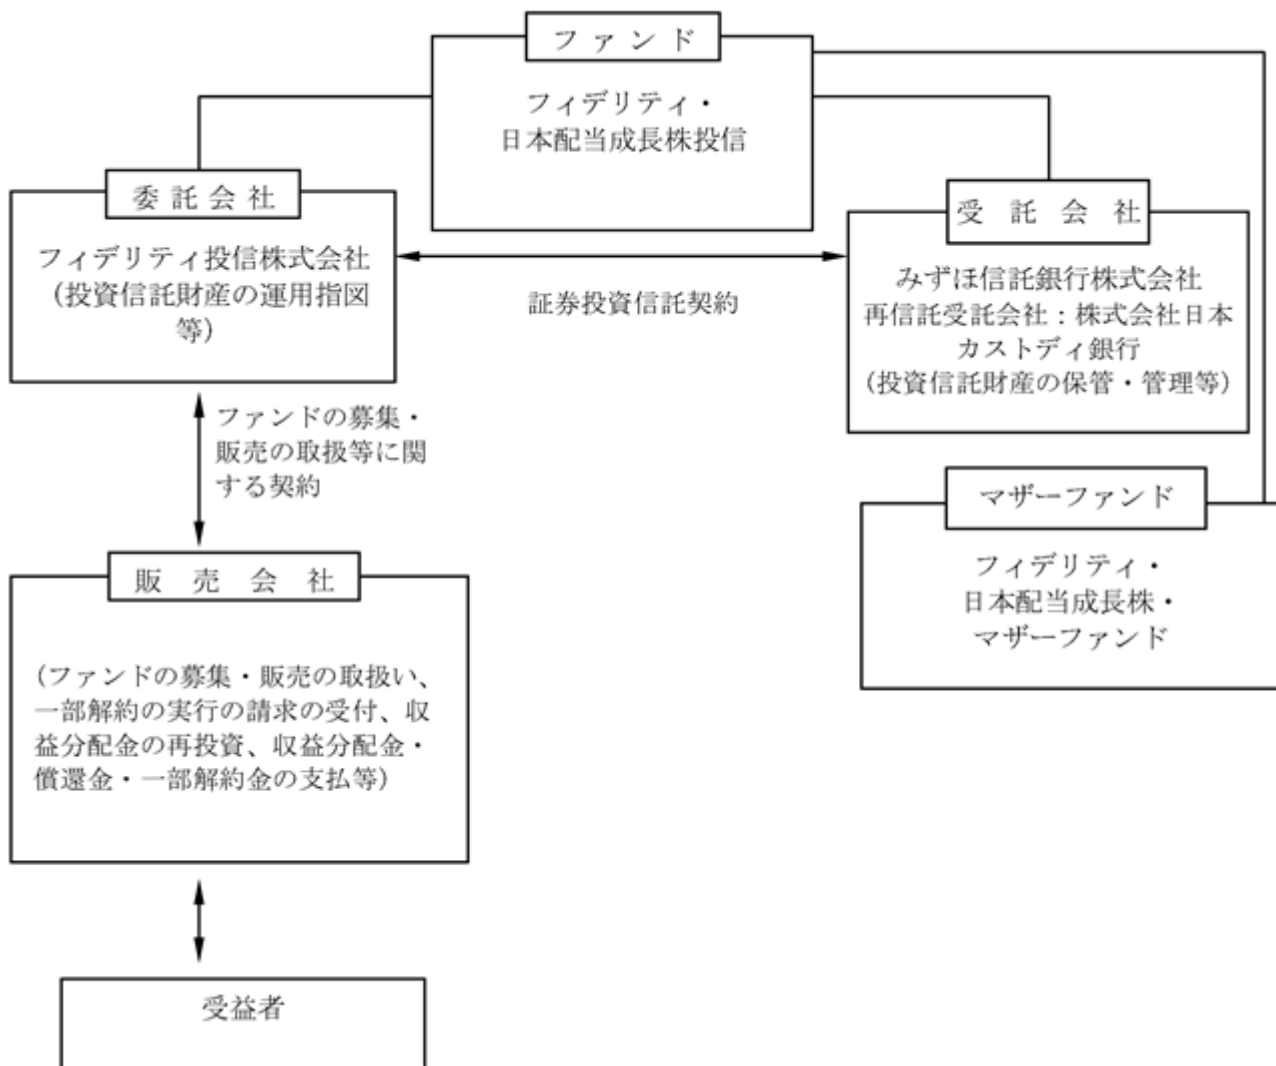 ファンド
フィデリティ・
日本配当成長株投信
委託会社
フィデリティ投信株式会社
（投資信託財産の運用指図
等）
証券投資信託契約
受託会社
みずほ信託銀行株式会社
再信託受託会社：株式会社日本
カストディ銀行
（投資信託財産の保管・管理等）
ファンドの募集・
販売の取扱等に関
する契約
マザーファンド
フィデリティ・
日本配当成長株・
マザーファンド
販売会社
（ファンドの募集・販売の取扱い、
一部解約の実行の請求の受付、収
益分配金の再投資、収益分配金・
償還金・一部解約金の支払等）
受益者